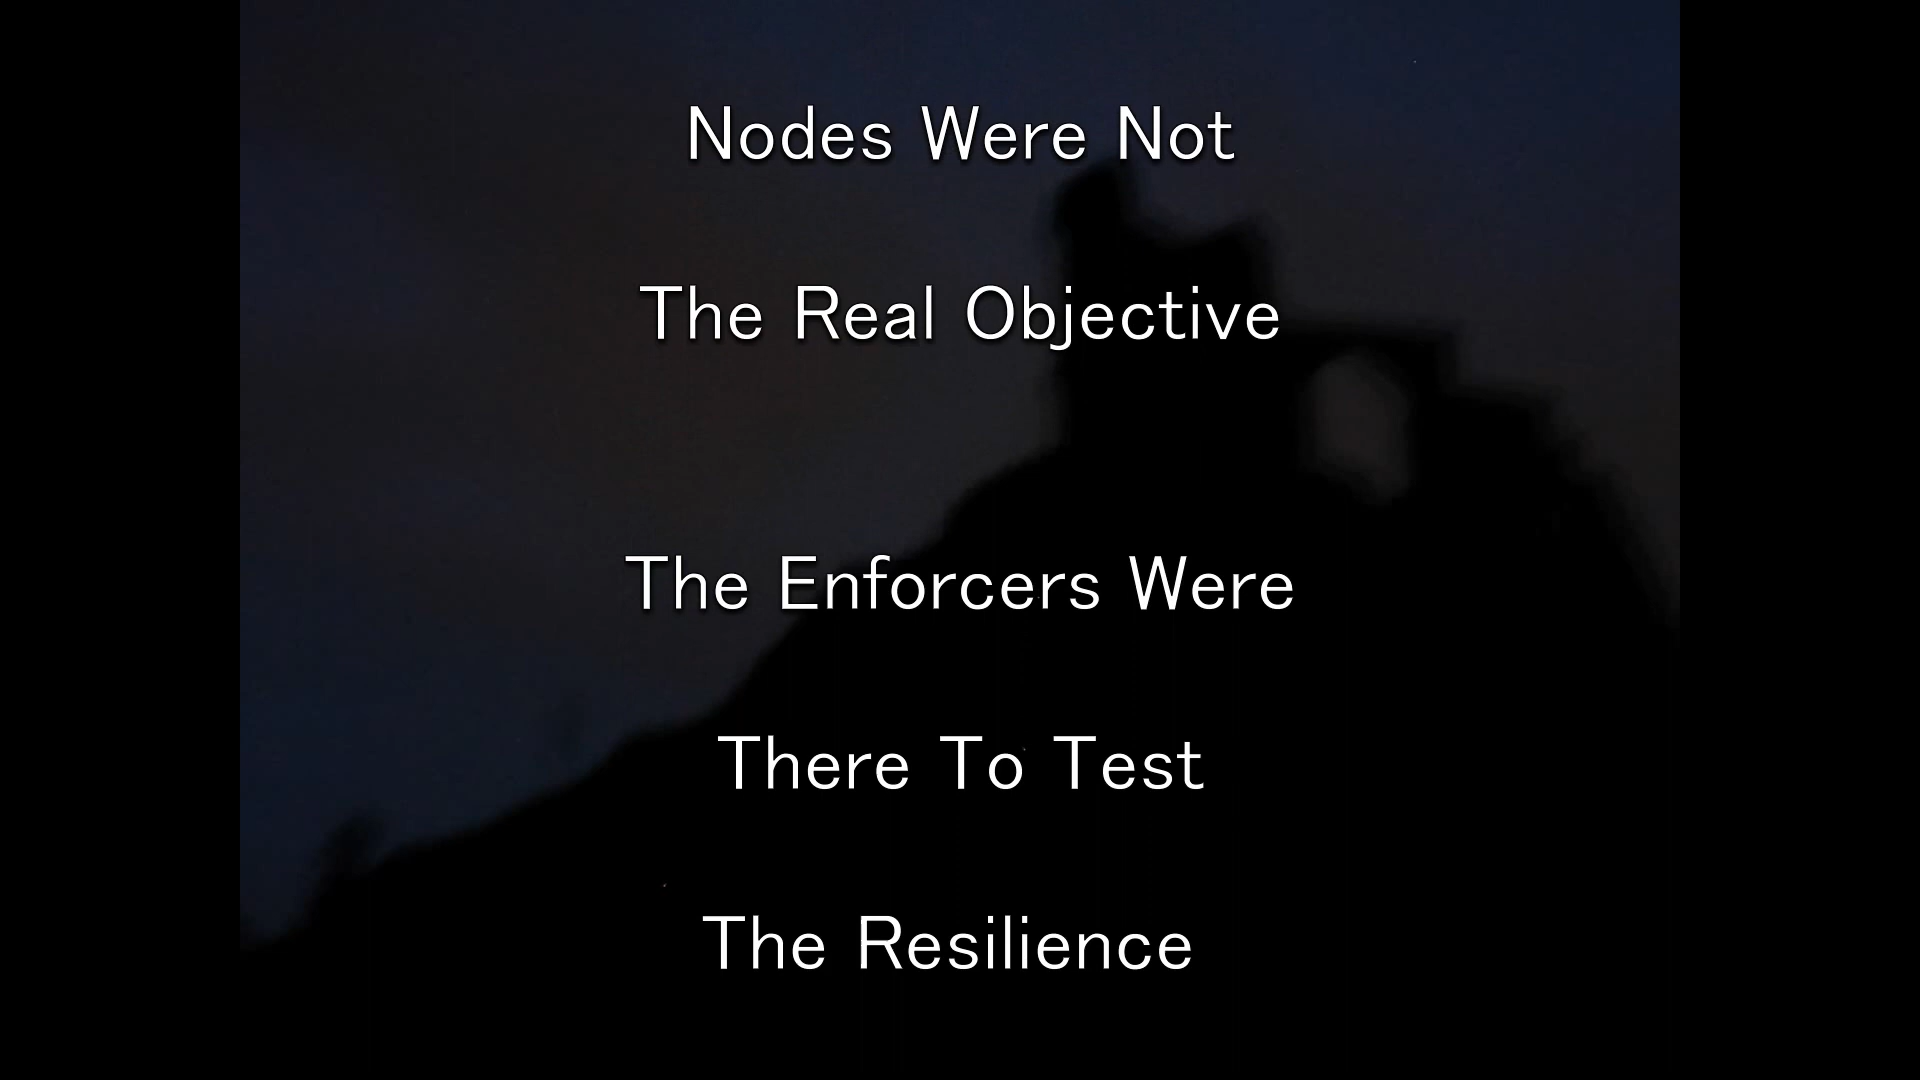 Nodes Were Not
The Real Objective
The Enforcers Were
There To Test
The Resilience